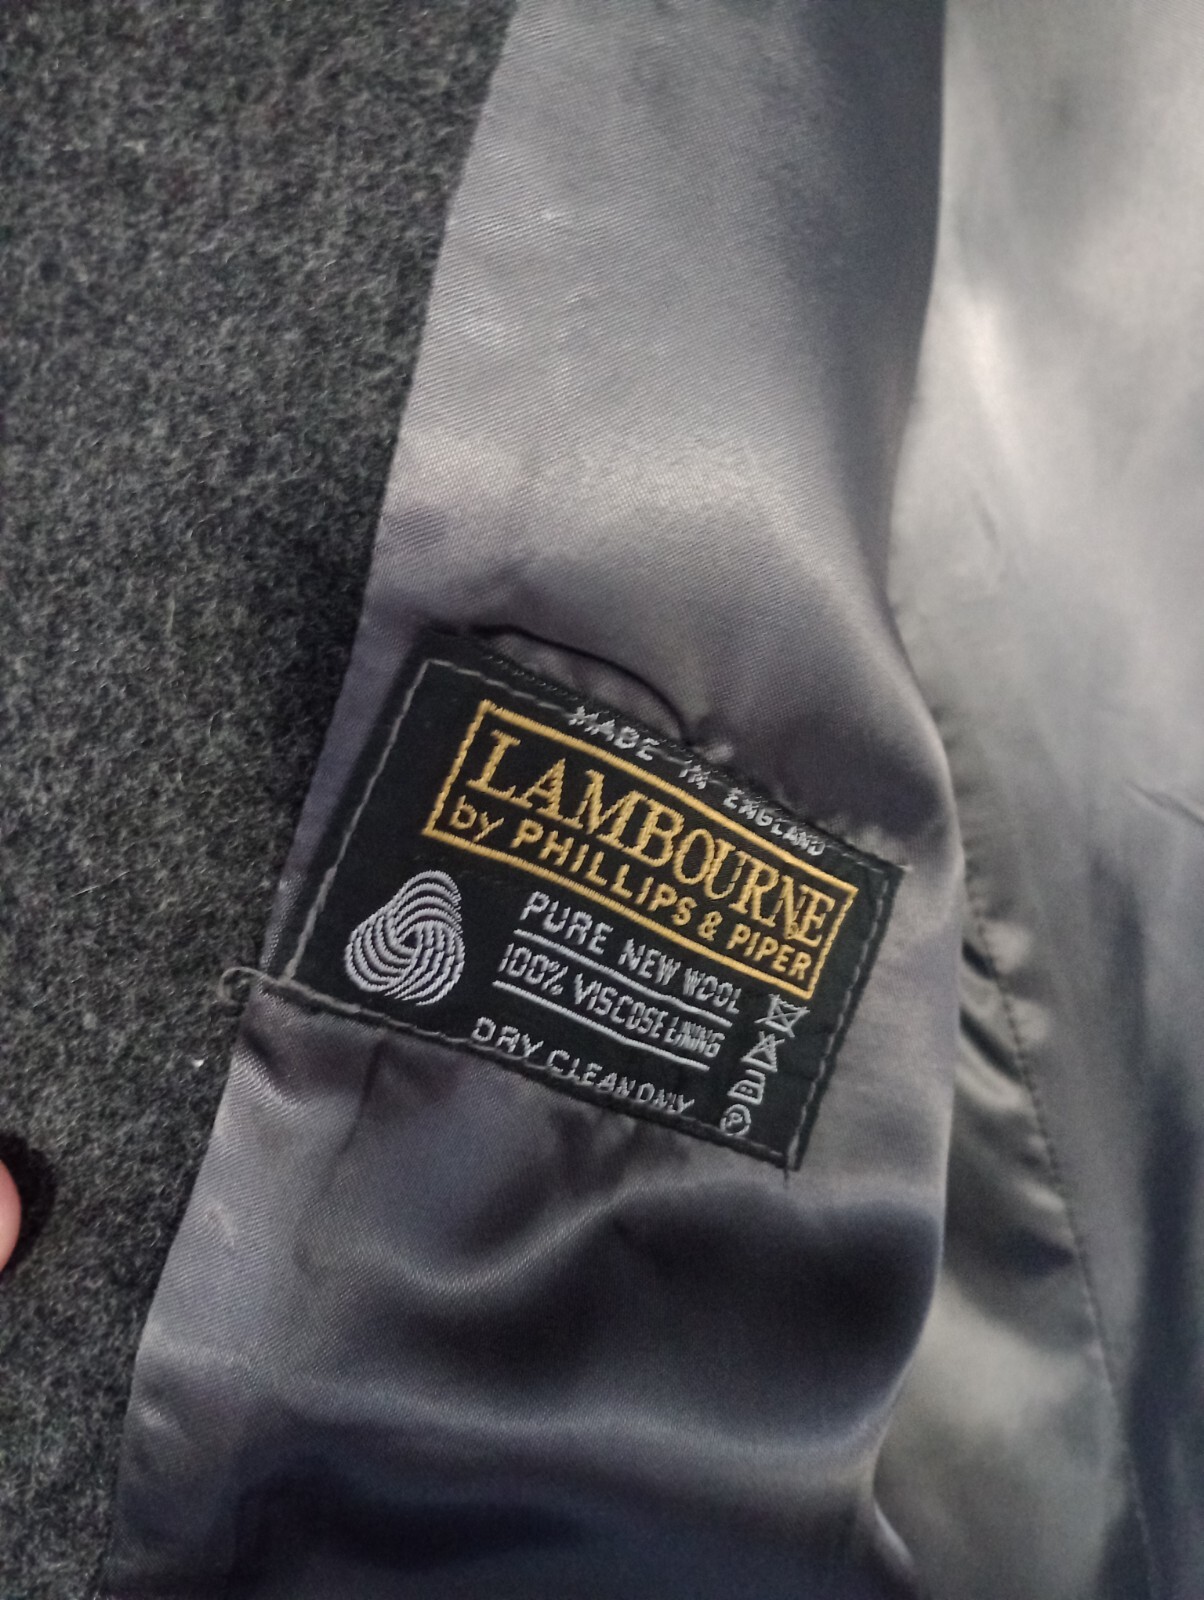 MADE IN ENGLAND
LAMBOURNE
by PHILLIPS & PIPER
PURE NEW WOOL
100% VISCOSE LINING
DRY CLEAN ONLY
P